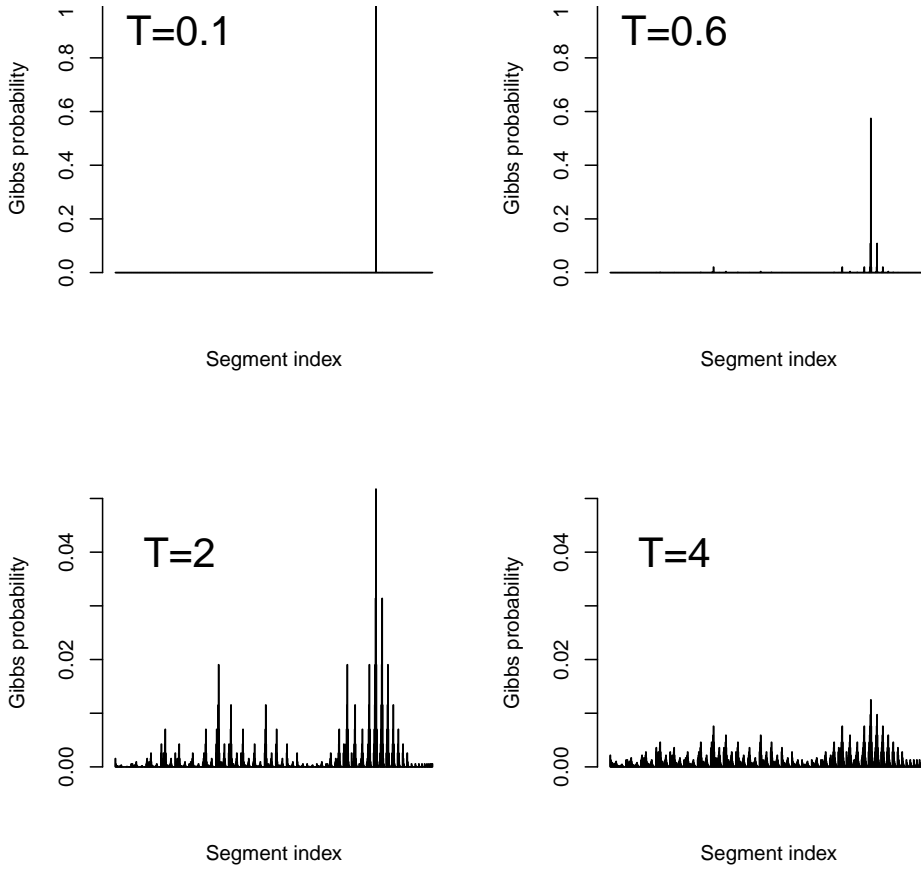 T=0.1
Gibbs probability
0.0 0.2 0.4 0.6 0.8 1
Segment index
T=0.6
Gibbs probability
0.0 0.2 0.4 0.6 0.8 1
Segment index
T=2
Gibbs probability
0.00 0.02 0.04
Segment index
T=4
Gibbs probability
0.00 0.02 0.04
Segment index